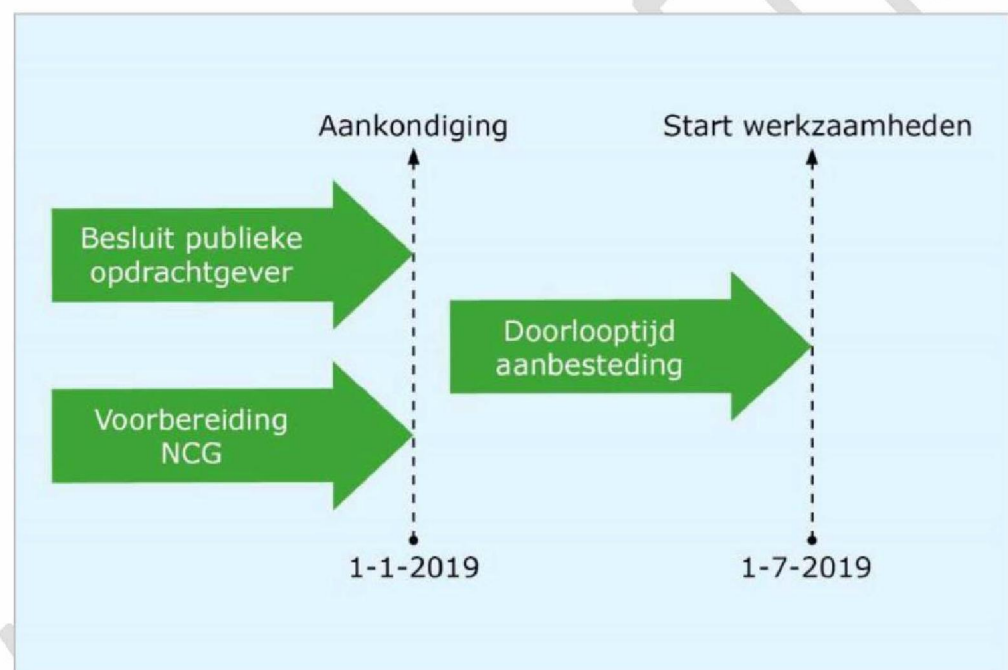 Aankondiging
Start werkzaamheden
Besluit publieke
opdrachtgever
Doorlooptijd
aanbesteding
Voorbereiding
NCG
1-1-2019
1-7-2019